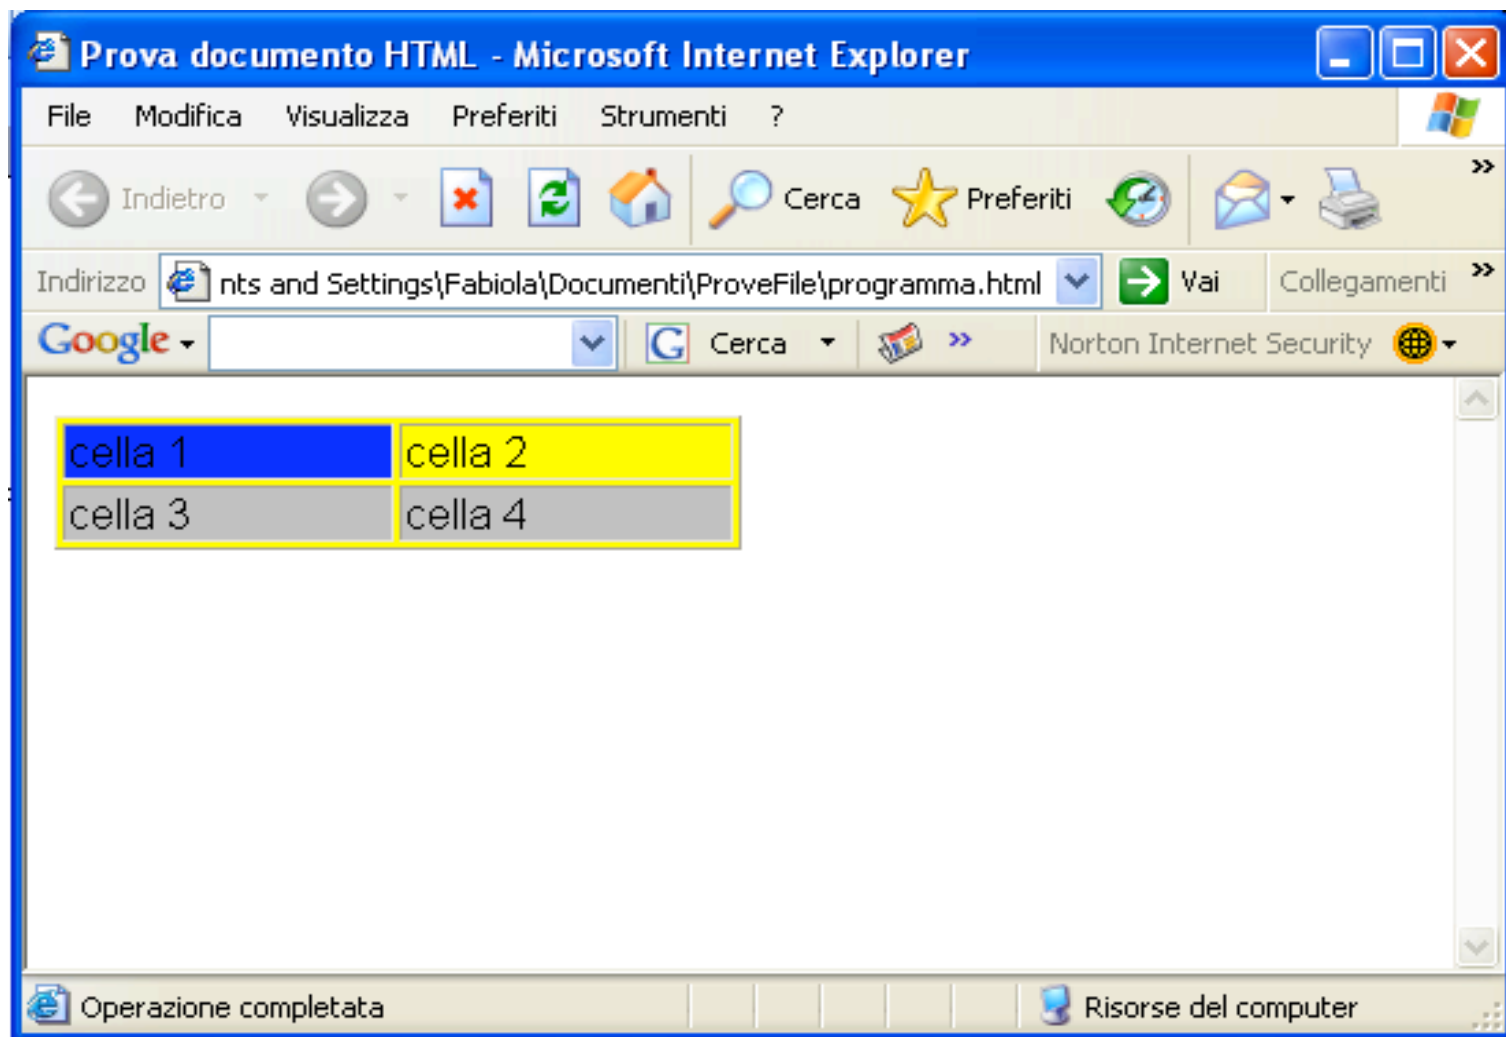 Prova documento HTML - Microsoft Internet Explorer
File Modifica Visualizza Preferiti Strumenti ?
Indietro Cerca Preferiti »
Indirizzo nts and Settings\Fabiola\Documenti\ProveFile\programma.html Vai Collegamenti »
Google G Cerca » Norton Internet Security
cella 1 cella 2
cella 3 cella 4
Operazione completata Risorse del computer